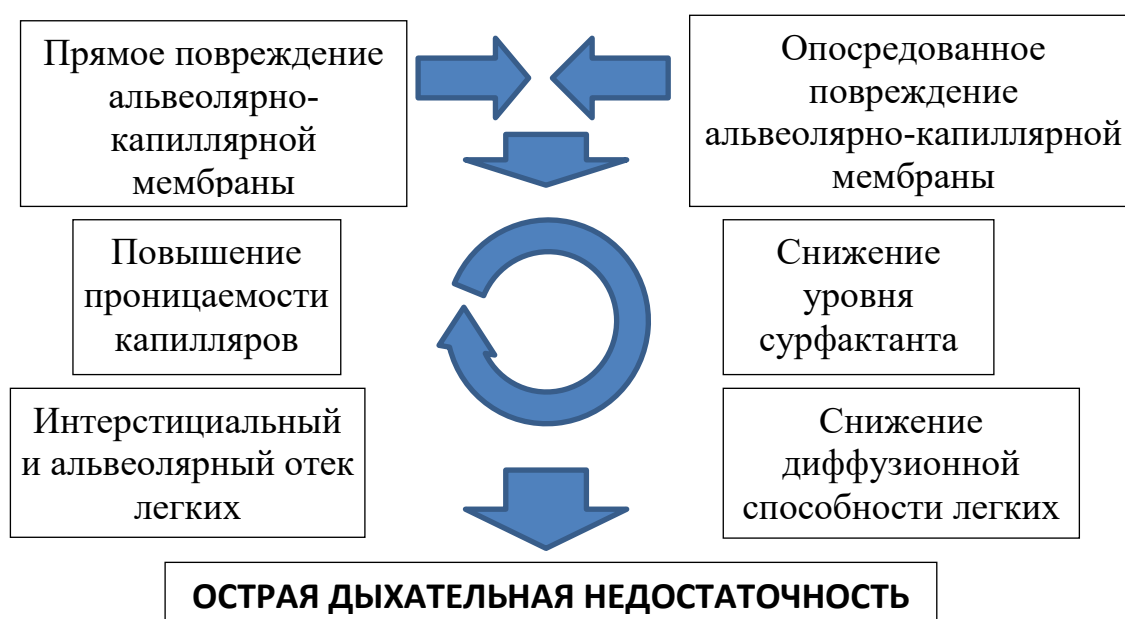 Прямое повреждение
альвеолярно-
капиллярной
мембраны
Опосредованное
повреждение
альвеолярно-капиллярной
мембраны
Повышение
проницаемости
капилляров
Снижение
уровня
сурфактанта
Интерстициальный
и альвеолярный отек
легких
Снижение
диффузионной
способности легких
ОСТРАЯ ДЫХАТЕЛЬНАЯ НЕДОСТАТОЧНОСТЬ